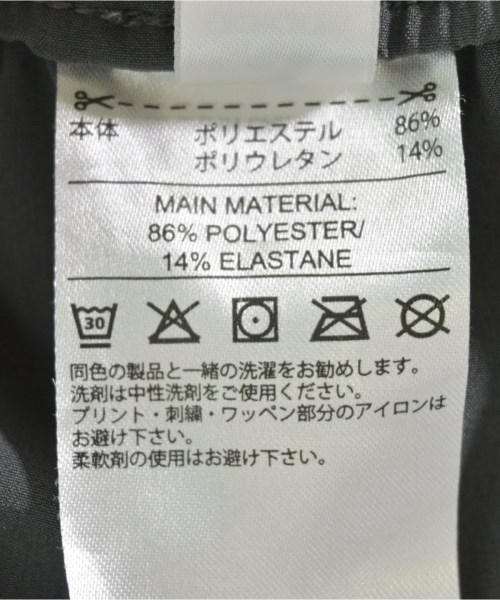 本体 ポリエステル 86%
ポリウレタン 14%
MAIN MATERIAL:
86% POLYESTER/
14% ELASTANE
30
同色の製品と一緒の洗濯をお勧めします。
洗剤は中性洗剤をご使用ください。
プリント・刺繍・ワッペン部分のアイロンは
お避け下さい。
柔軟剤の使用はお避け下さい。